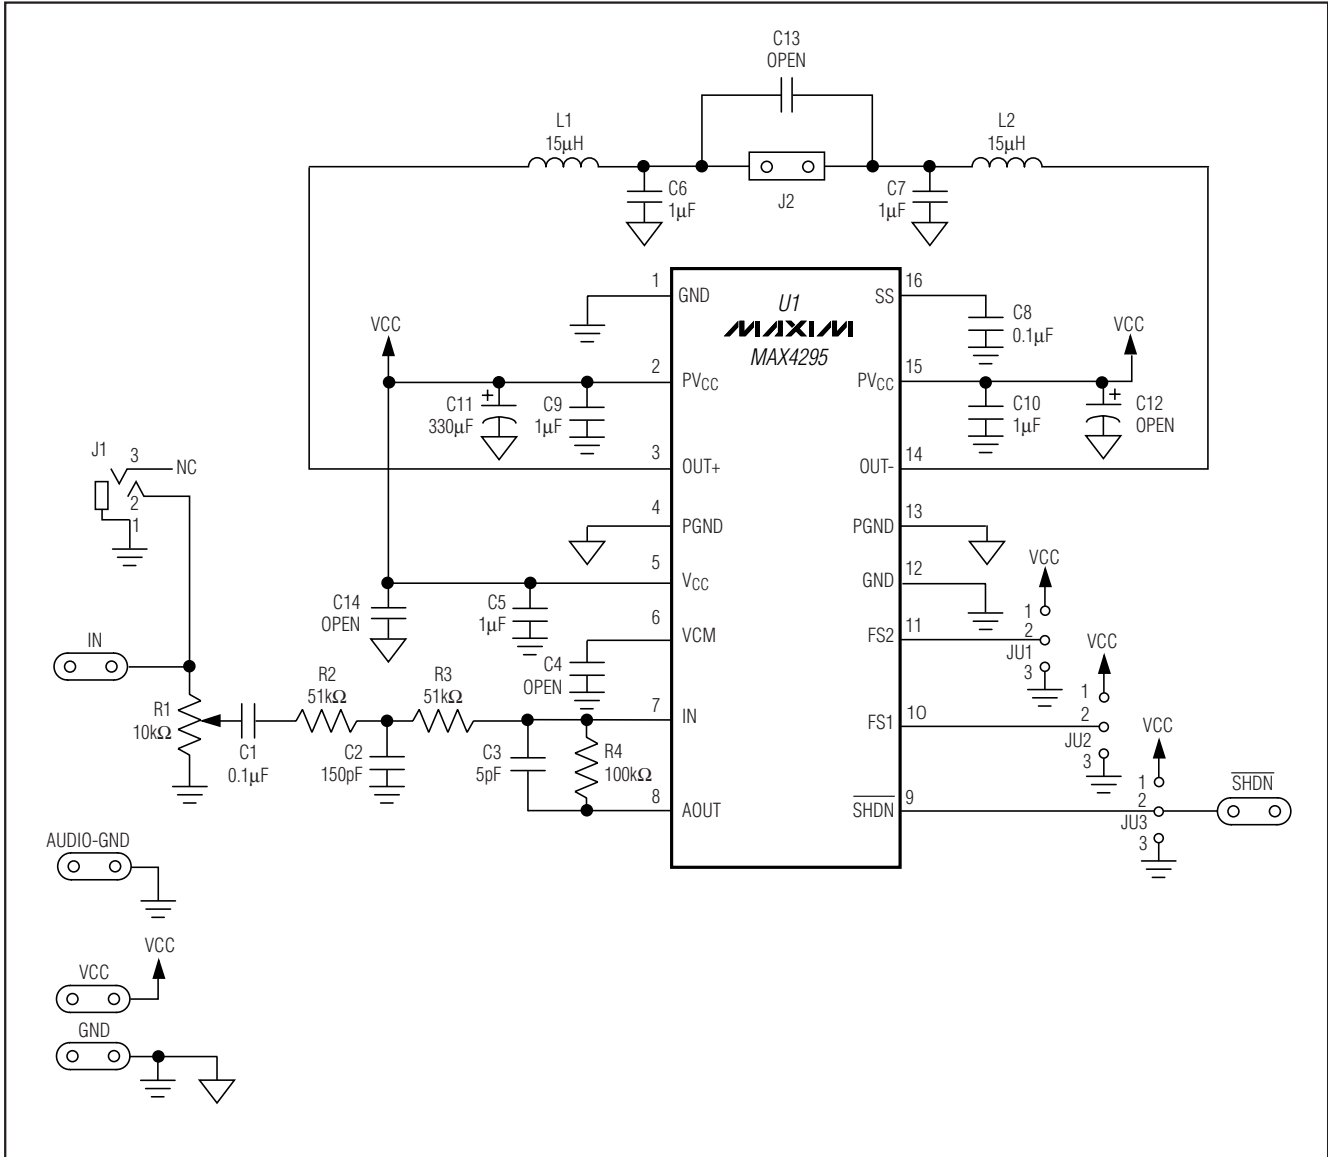 C13
OPEN
L1
15µH
L2
15µH
C6
1µF
J2
C7
1µF
1
GND
U1
MAXIM
MAX4295
SS
16
C8
0.1µF
VCC
VCC
2
PVCC
PVCC
15
C11
330µF
+
C9
1µF
C10
1µF
+
C12
OPEN
J1
3
NC
2
1
3
OUT+
OUT-
14
4
PGND
PGND
13
5
VCC
GND
12
VCC
C14
OPEN
C5
1µF
6
VCM
FS2
11
1
2
JU1
3
IN
C4
OPEN
VCC
R1
10kΩ
C1
0.1µF
R2
51kΩ
C2
150pF
R3
51kΩ
7
IN
FS1
10
1
2
JU2
3
VCC
C3
5pF
R4
100kΩ
8
AOUT
SHDN
9
1
2
JU3
3
SHDN
AUDIO-GND
VCC
VCC
GND